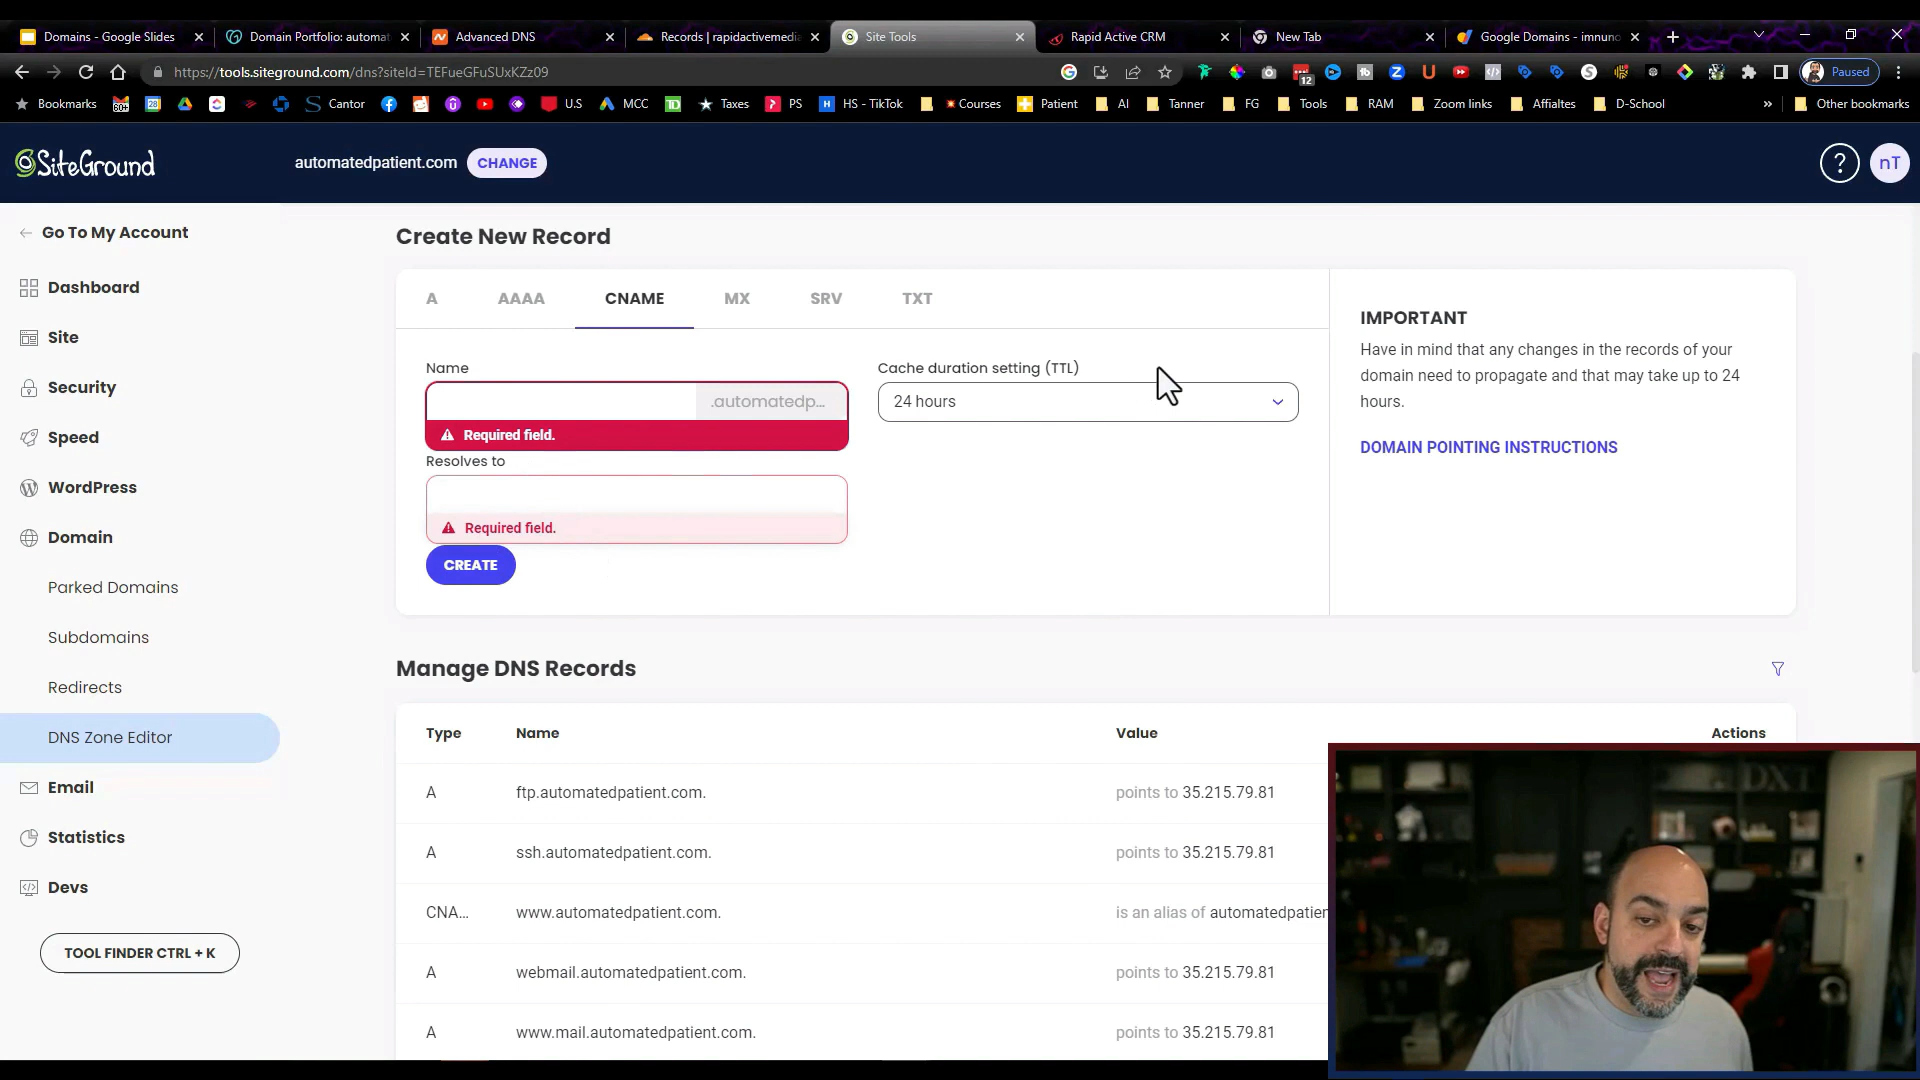 Domains - Google Slides
Domain Portfolio: automat
Advanced DNS
Records | rapidactivemedi
Site Tools
Rapid Active CRM
New Tab
Google Domains - imnuno
https://tools.siteground.com/dns?siteId=TEFueGFuSUxKZz09
12
Paused
Bookmarks
60+
28
Cantor
U.S
MCC
Taxes
PS
HS - TikTok
Courses
Patient
AI
Tanner
FG
Tools
RAM
Zoom links
Affialtes
D-School
»
Other bookmarks
SiteGround
automatedpatient.com
CHANGE
?
nT
Go To My Account
Dashboard
Site
Security
Speed
WordPress
Domain
Parked Domains
Subdomains
Redirects
DNS Zone Editor
Email
Statistics
Devs
TOOL FINDER CTRL + K
Create New Record
A
AAAA
CNAME
MX
SRV
TXT
Name
.automatedp...
Required field.
Cache duration setting (TTL)
24 hours
Resolves to
Required field.
CREATE
IMPORTANT
Have in mind that any changes in the records of your
domain need to propagate and that may take up to 24
hours.
DOMAIN POINTING INSTRUCTIONS
Manage DNS Records
Type Name Value Actions
A ftp.automatedpatient.com. points to 35.215.79.81
A ssh.automatedpatient.com. points to 35.215.79.81
CNA... www.automatedpatient.com. is an alias of automatedpatien
A webmail.automatedpatient.com. points to 35.215.79.81
A www.mail.automatedpatient.com. points to 35.215.79.81